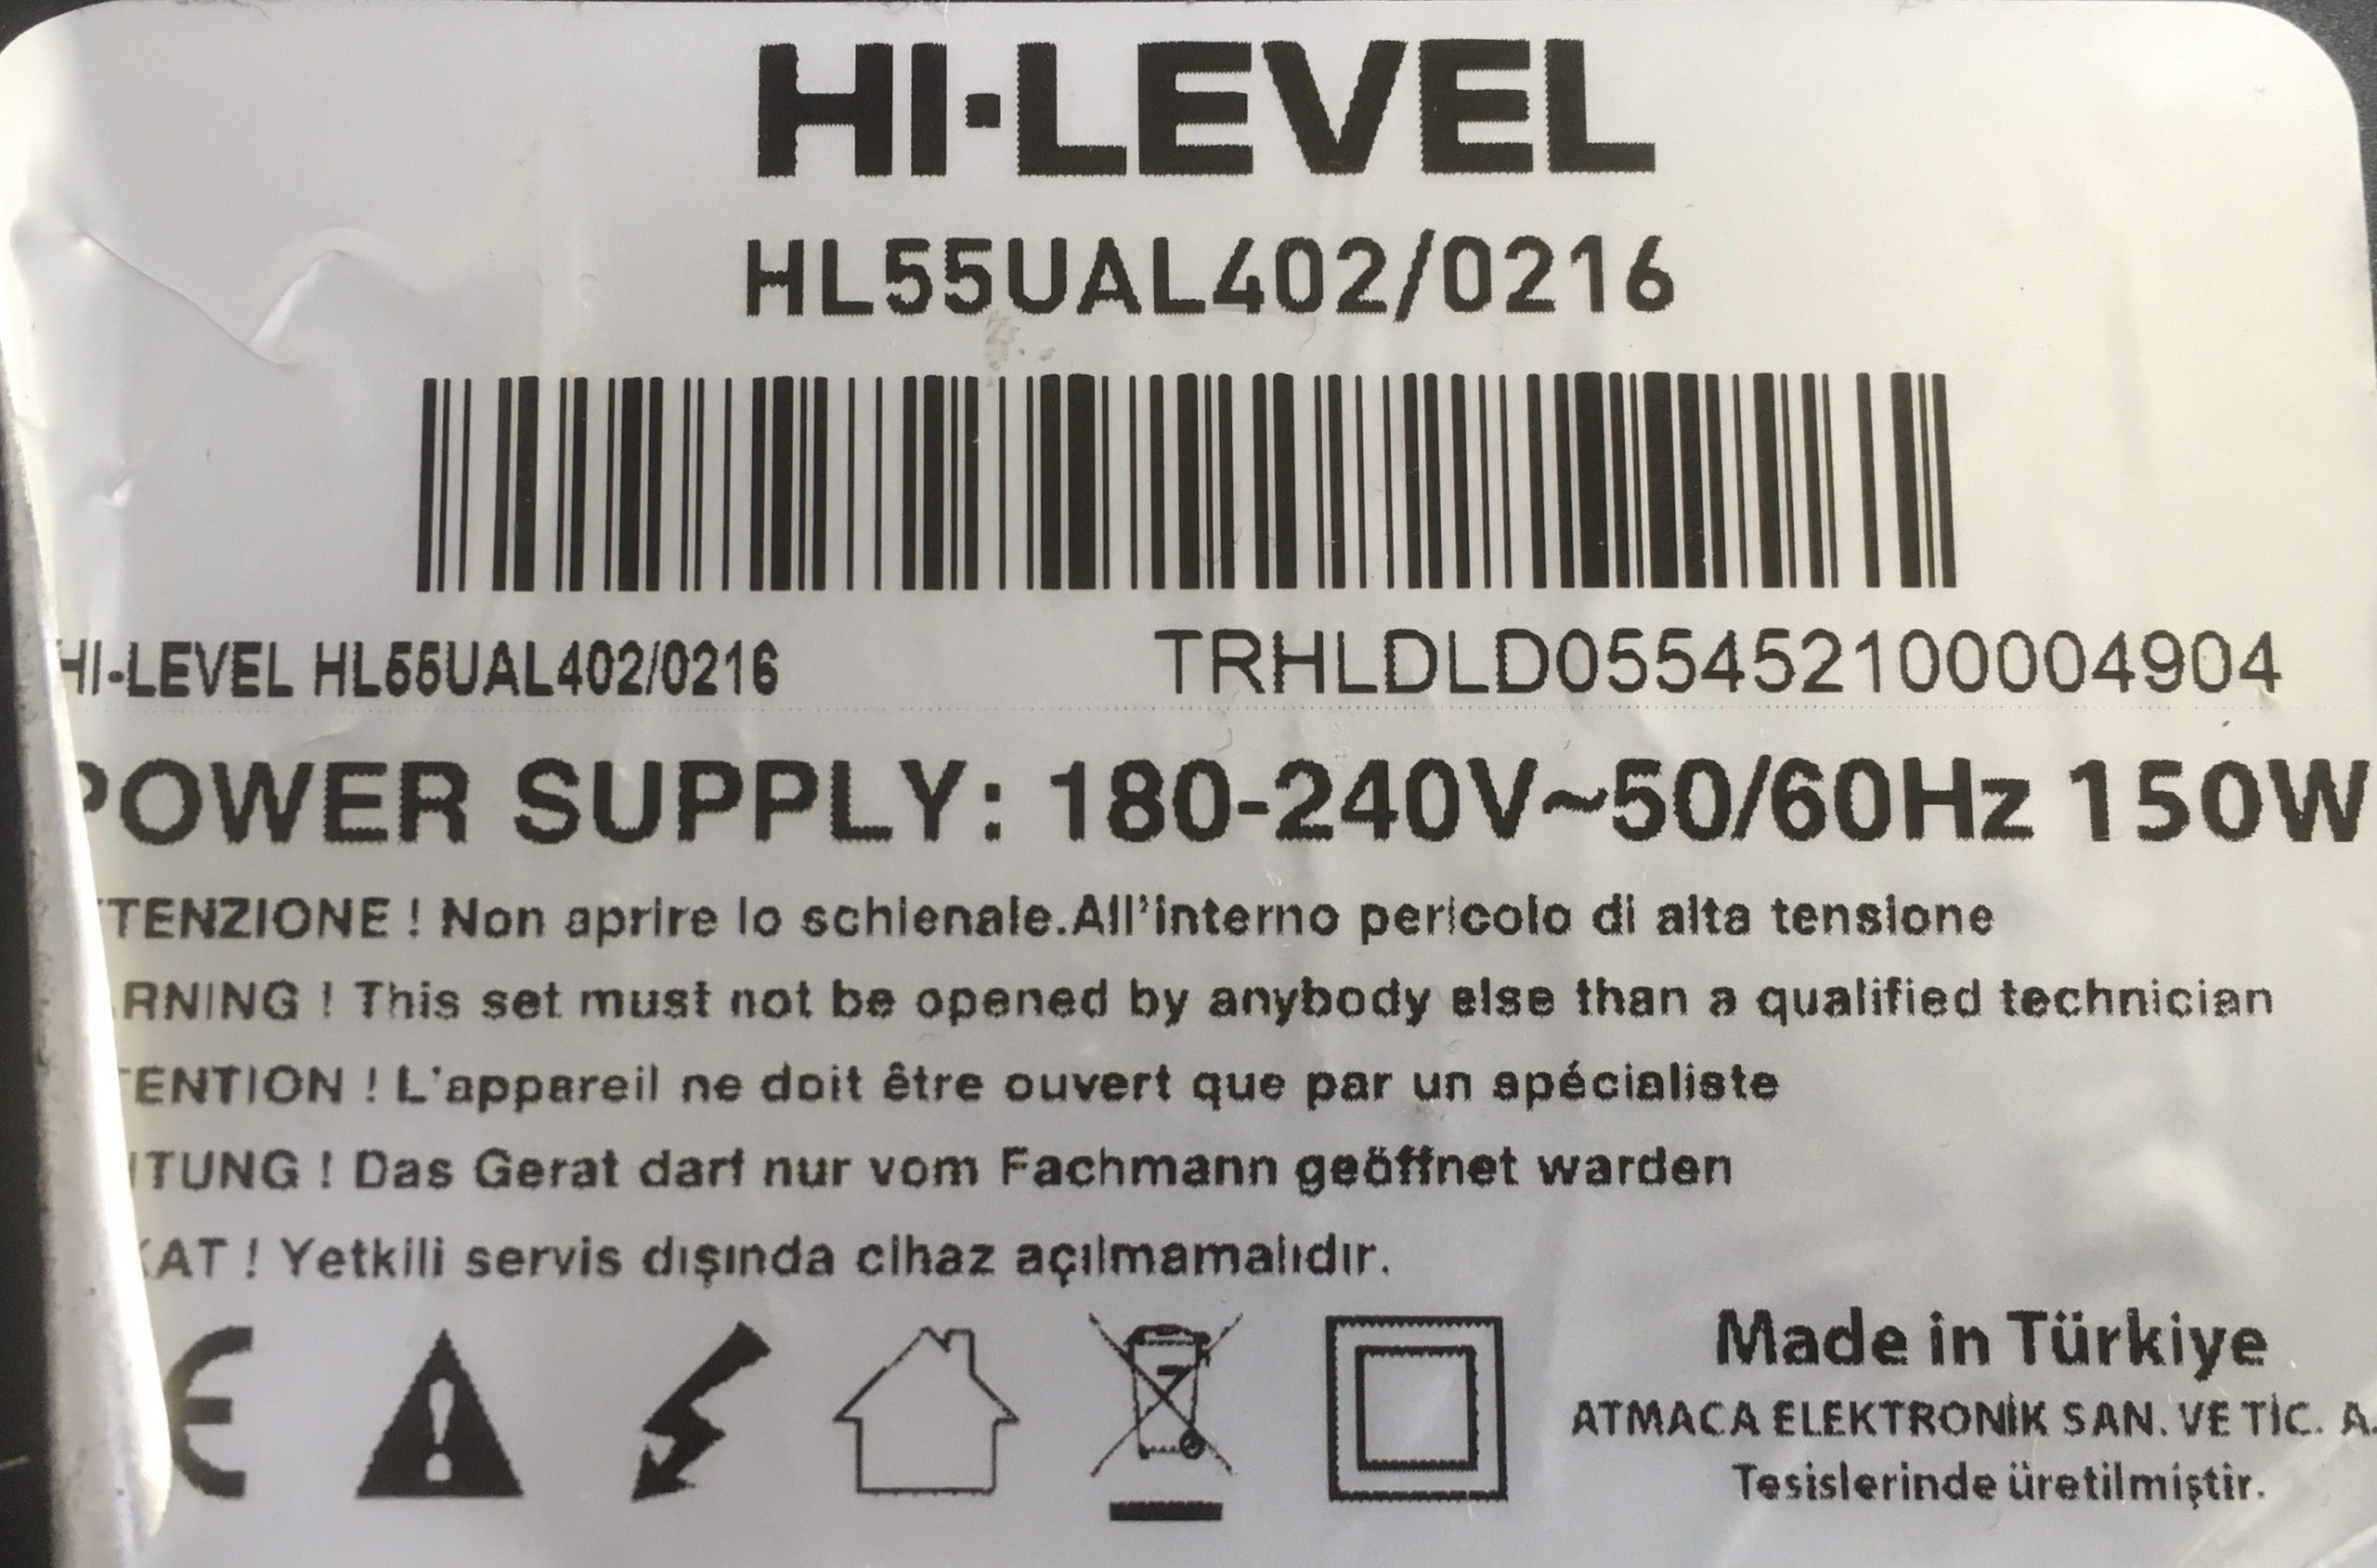 HI-LEVEL
HL55UAL402/0216
HI-LEVEL HL55UAL402/0216 TRHLDLD055452100004904
POWER SUPPLY: 180-240V~50/60Hz 150W
TENZIONE ! Non aprire lo schienale.All'interno pericolo di alta tensione
RNING ! This set must not be opened by anybody else than a qualified technician
ENTION ! L'appareil ne doit être ouvert que par un spécialiste
TUNG ! Das Gerat darf nur vom Fachmann geöffnet warden
KAT ! Yetkili servis dışında cihaz açılmamalıdır.
CE
Made in Türkiye
ATMACA ELEKTRONİK SAN. VE TİC. A.
Tesislerinde üretilmiştir.